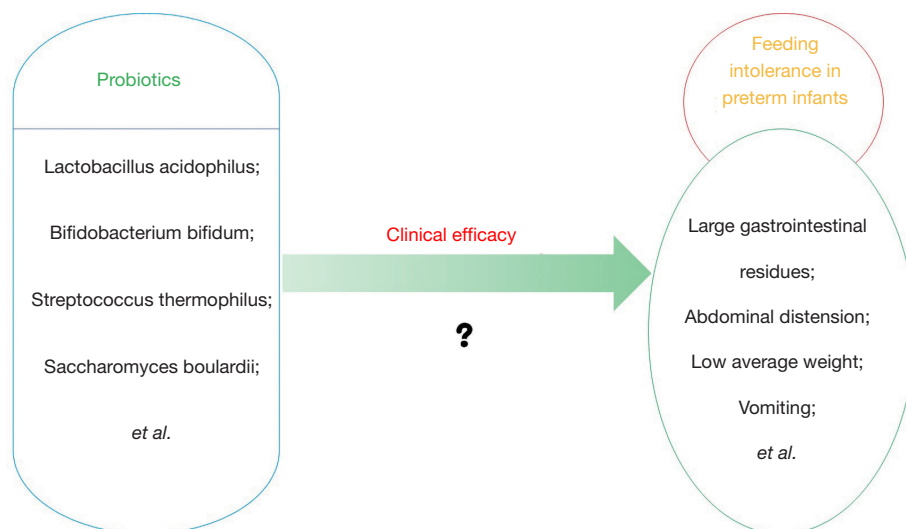 Probiotics
Lactobacillus acidophilus;
Bifidobacterium bifidum;
Streptococcus thermophilus;
Saccharomyces boulardii;
et al.
Clinical efficacy
?
Feeding
intolerance in
preterm infants
Large gastrointestinal
residues;
Abdominal distension;
Low average weight;
Vomiting;
et al.